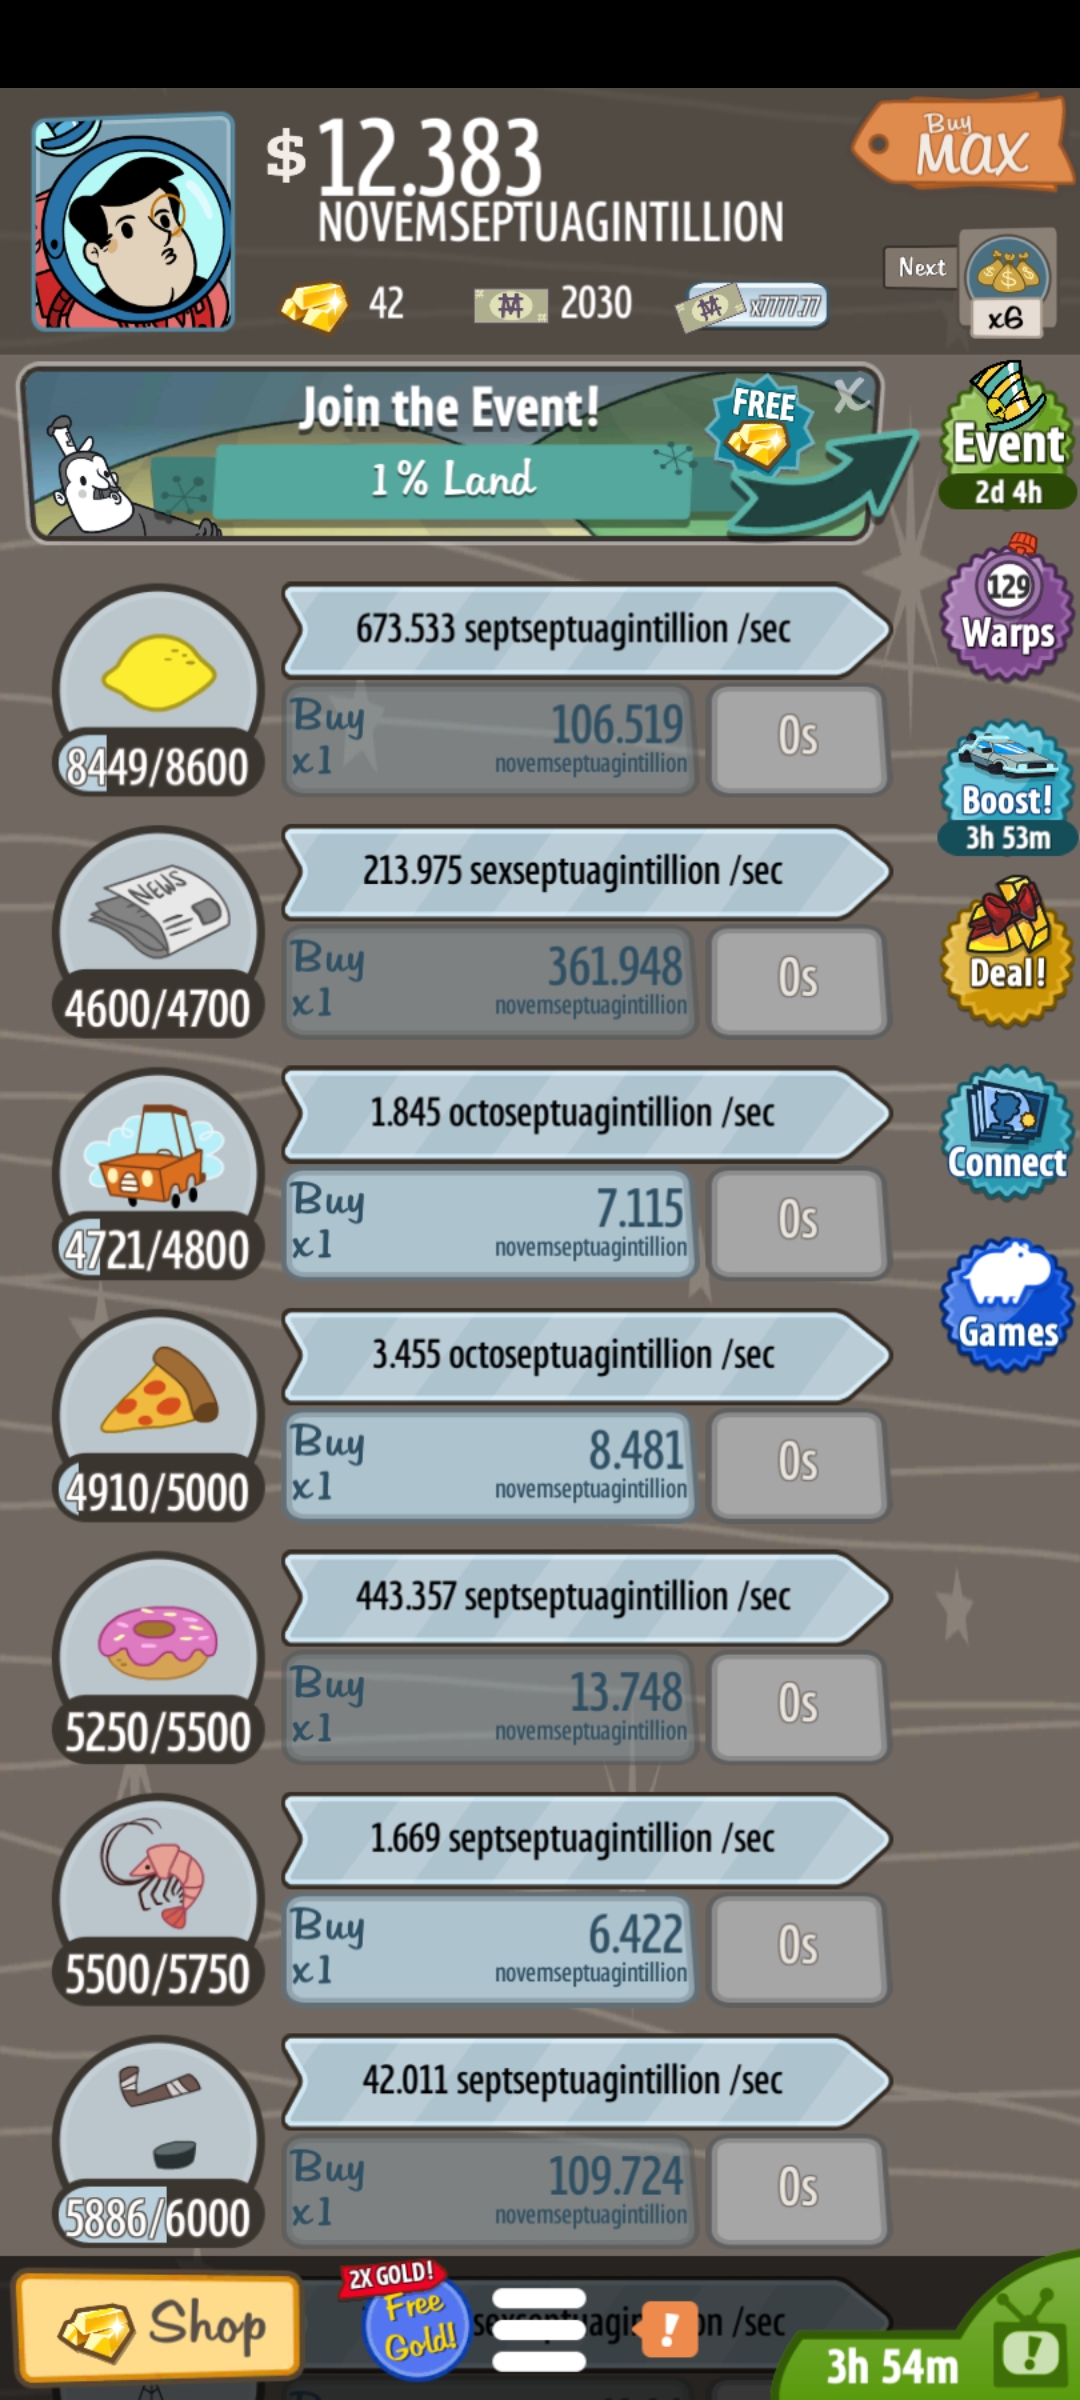 $12.383
NOVEMSEPTUAGINTILLION
Buy
MAX
42
2030
x7777.77
Next
x6
Join the Event!
1% Land
FREE
X
Event
2d 4h
129
Warps
Boost!
3h 53m
Deal!
Connect
Games
673.533 septseptuagintillion /sec
8449/8600
Buy
x1
106.519
novemseptuagintillion
0s
NEWS
213.975 sexseptuagintillion /sec
4600/4700
Buy
x1
361.948
novemseptuagintillion
0s
1.845 octoseptuagintillion /sec
4721/4800
Buy
x1
7.115
novemseptuagintillion
0s
3.455 octoseptuagintillion /sec
4910/5000
Buy
x1
8.481
novemseptuagintillion
0s
443.357 septseptuagintillion /sec
5250/5500
Buy
x1
13.748
novemseptuagintillion
0s
1.669 septseptuagintillion /sec
5500/5750
Buy
x1
6.422
novemseptuagintillion
0s
42.011 septseptuagintillion /sec
5886/6000
Buy
x1
109.724
novemseptuagintillion
0s
Shop
2X GOLD!
Free
Gold!
/sec
!
3h 54m
!